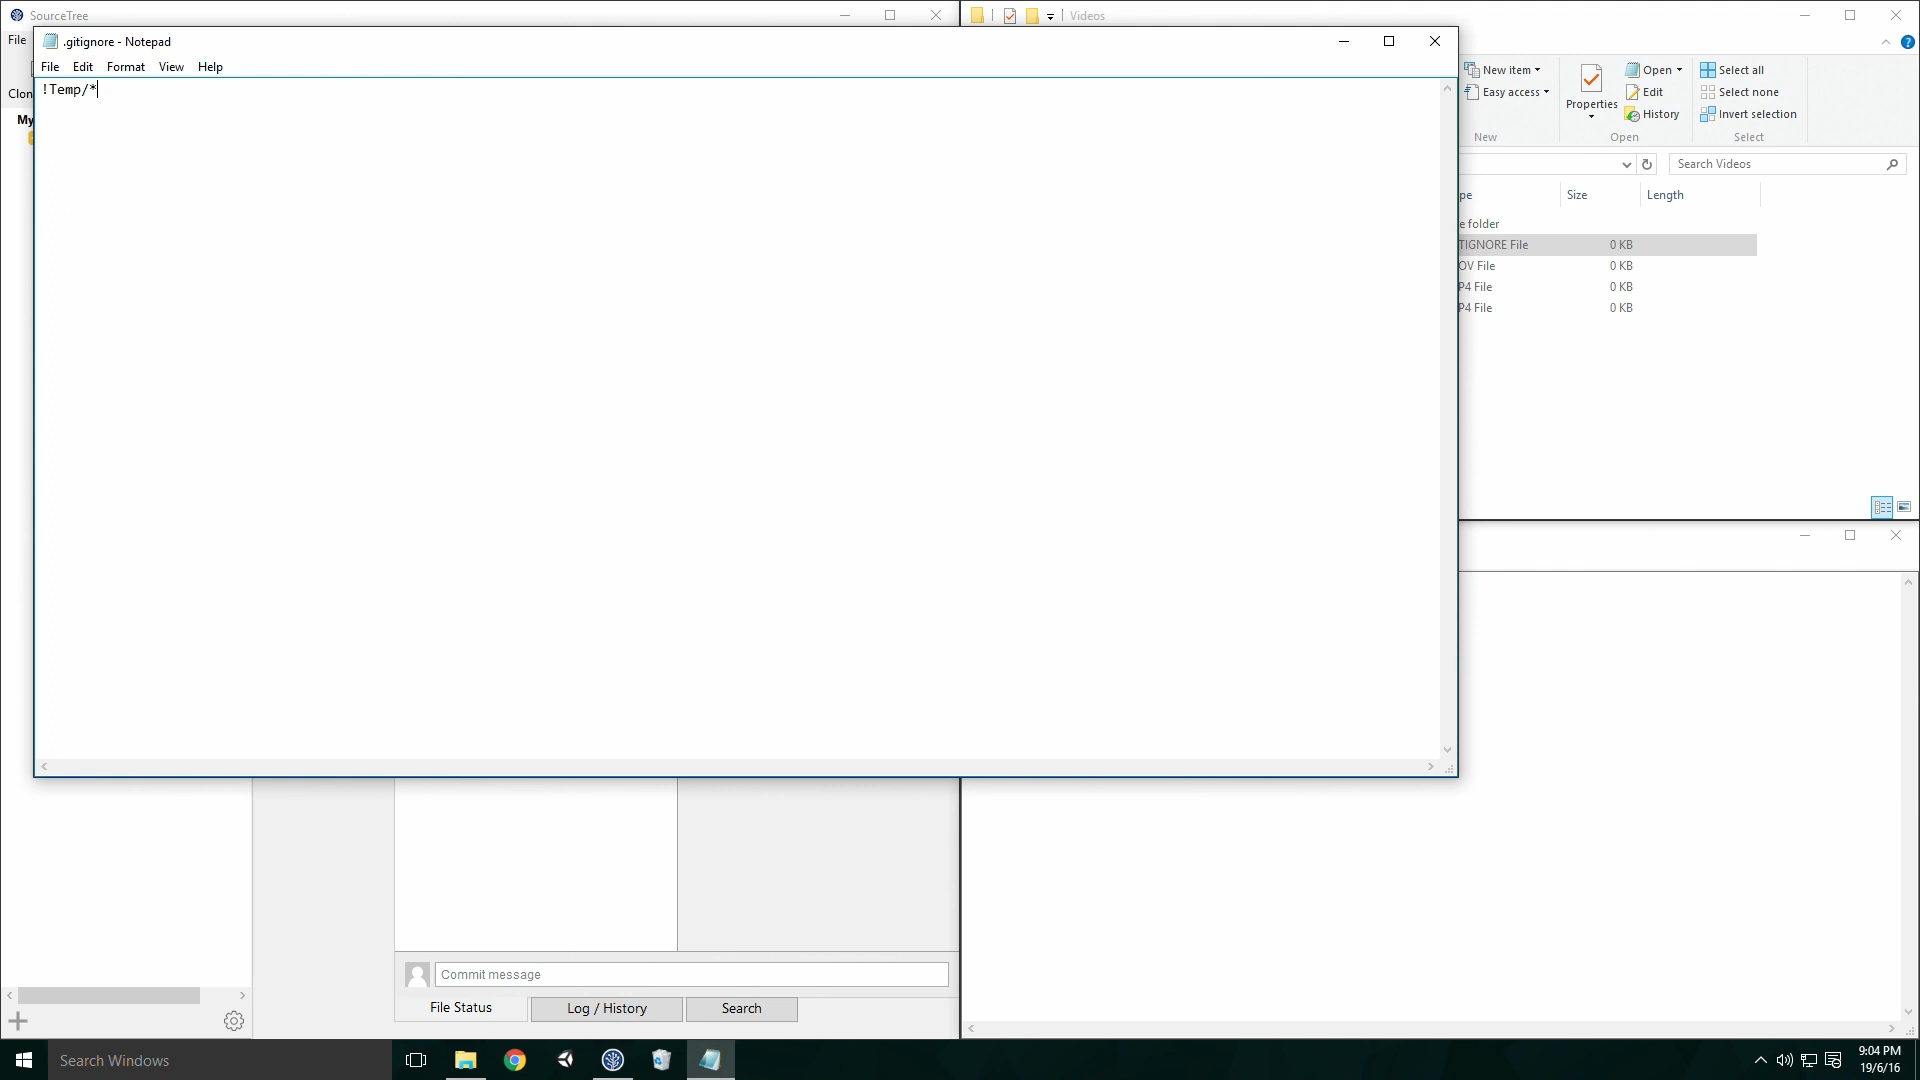 SourceTree
Videos
File
.gitignore - Notepad
File Edit Format View Help
!Temp/*
Clon
My
New item
Easy access
New
Properties
Open
Edit
History
Open
Select all
Select none
Invert selection
Select
Search Videos
pe Size Length
e folder
TIGNORE File 0 KB
OV File 0 KB
P4 File 0 KB
P4 File 0 KB
Commit message
File Status Log / History Search
Search Windows
9:04 PM
19/6/16